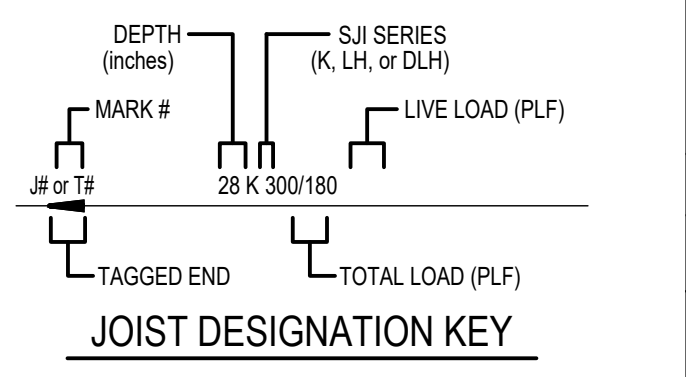 DEPTH
(inches)
SJI SERIES
(K, LH, or DLH)
MARK #
LIVE LOAD (PLF)
J# or T#
28 K 300/180
TAGGED END
TOTAL LOAD (PLF)
JOIST DESIGNATION KEY